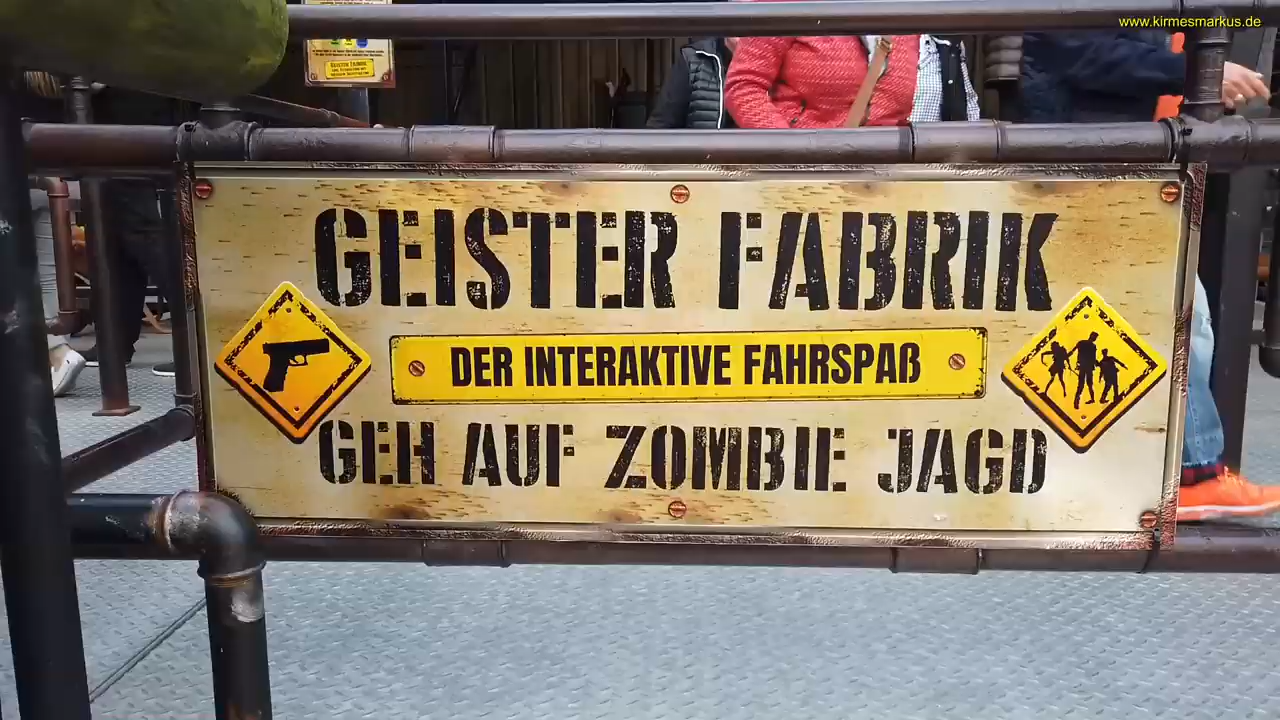 www.kirmesmarkus.de
GEISTER FABRIK
DER INTERAKTIVE FAHRSPAß
GEH AUF ZOMBIE JAGD